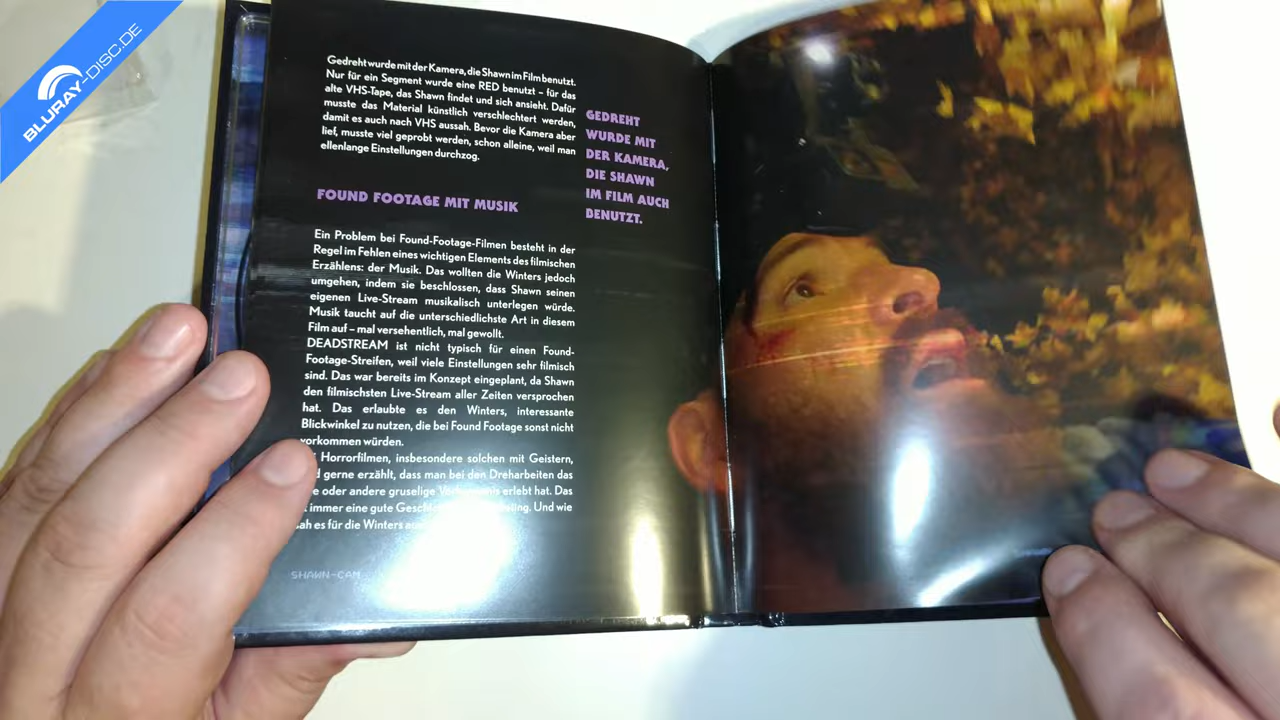 BLURAY-DISC.DE
Gedreht wurde mit der Kamera, die Shawn im Film benutzt.
Nur für ein Segment wurde eine RED benutzt – für das
alte VHS-Tape, das Shawn findet und sich ansieht. Dafür
musste das Material künstlich verschlechtert werden,
damit es auch nach VHS aussah. Bevor die Kamera aber
lief, musste viel geprobt werden, schon alleine, weil man
ellenlange Einstellungen durchzog.
GEDREHT
WURDE MIT
DER KAMERA,
DIE SHAWN
IM FILM AUCH
BENUTZT.
FOUND FOOTAGE MIT MUSIK
Ein Problem bei Found-Footage-Filmen besteht in der
Regel im Fehlen eines wichtigen Elements des filmischen
Erzählens: der Musik. Das wollten die Winters jedoch
umgehen, indem sie beschlossen, dass Shawn seinen
eigenen Live-Stream musikalisch unterlegen würde.
Musik taucht auf die unterschiedlichste Art in diesem
Film auf – mal versehentlich, mal gewollt.
DEADSTREAM ist nicht typisch für einen Found-
Footage-Streifen, weil viele Einstellungen sehr filmisch
sind. Das war bereits im Konzept eingeplant, da Shawn
den filmischsten Live-Stream aller Zeiten versprochen
hat. Das erlaubte es den Winters, interessante
Blickwinkel zu nutzen, die bei Found Footage sonst nicht
vorkommen würden.
Horrorfilmen, insbesondere solchen mit Geistern,
gerne erzählt, dass man bei den Dreharbeiten das
oder andere gruselige erlebt hat. Das
immer eine gute Und wie
es für die Winters
SHAWN-CAM